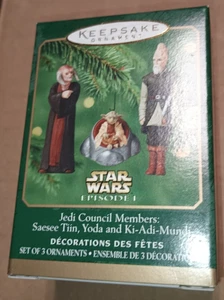 KEEPSAKE
ORNAMENT
STAR
WARS
EPISODE I
Jedi Council Members:
Saesee Tiin, Yoda and Ki-Adi-Mundi
DÉCORATIONS DES FÊTES
SET OF 3 ORNAMENTS • ENSEMBLE DE 3 DÉCORATIONS